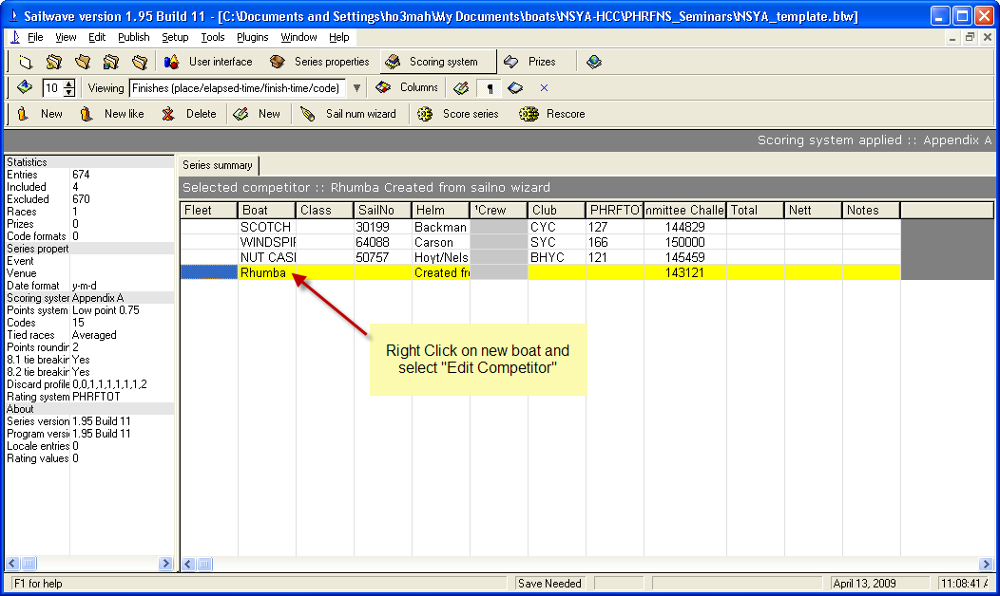 Sailwave version 1.95 Build 11 - [C:\Documents and Settings\ho3mah\My Documents\boats\NSYA-HCC\PHRFNS_Seminars\NSYA_template.blw]
File View Edit Publish Setup Tools Plugins Window Help
User interface Series properties Scoring system Prizes
10 Viewing Finishes (place/elapsed-time/finish-time/code) Columns ¶
New New like Delete New Sail num wizard Score series Rescore
Scoring system applied :: Appendix A
Statistics
Entries 674
Included 4
Excluded 670
Races 1
Prizes 0
Code formats 0
Series propert
Event
Venue
Date format y-m-d
Scoring syster Appendix A
Points system Low point 0.75
Codes 15
Tied races Averaged
Points roundin 2
8.1 tie breakin Yes
8.2 tie breakin Yes
Discard profile 0,0,1,1,1,1,1,1,2
Rating system PHRFTOT
About
Series version 1.95 Build 11
Program versi 1.95 Build 11
Locale entries 0
Rating values 0
Series summary
Selected competitor :: Rhumba Created from sailno wizard
Fleet Boat Class SailNo Helm ¹Crew Club PHRFTOT nmittee Challe Total Nett Notes
SCOTCH 30199 Backman CYC 127 144829
WINDSPIF 64088 Carson SYC 166 150000
NUT CASI 50757 Hoyt/Nels BHYC 121 145459
Rhumba Created fro 143121
Right Click on new boat and
select "Edit Competitor"
F1 for help Save Needed April 13, 2009 11:08:41 A